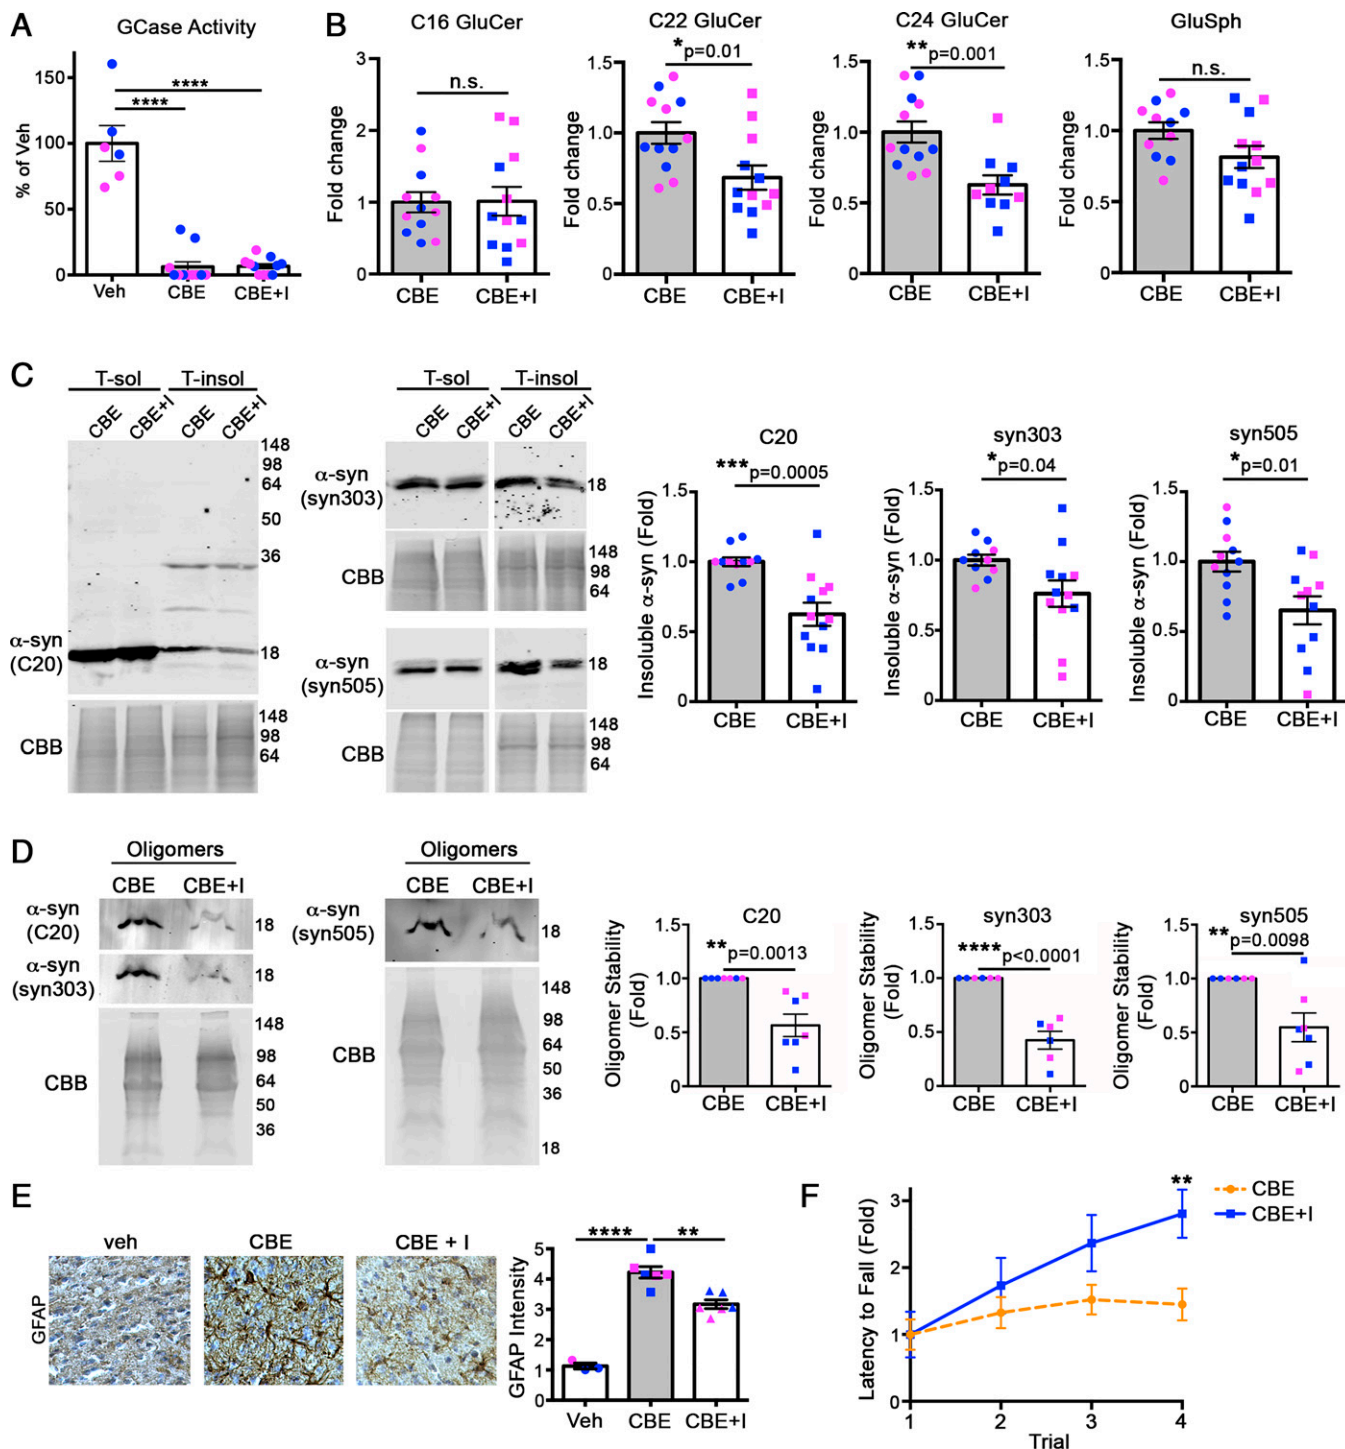 A
GCase Activity
% of Veh
150
100
50
0
****
****
Veh
CBE
CBE+I
B
C16 GluCer
Fold change
3
2
1
0
n.s.
CBE
CBE+I
C22 GluCer
* p=0.01
Fold change
1.5
1.0
0.5
0
CBE
CBE+I
C24 GluCer
** p=0.001
Fold change
1.5
1.0
0.5
0
CBE
CBE+I
GluSph
n.s.
Fold change
1.5
1.0
0.5
0
CBE
CBE+I
C
T-sol T-insol
CBE CBE+I CBE CBE+I
148
98
64
50
36
18
α-syn
(C20)
CBB
148
98
64
T-sol T-insol
CBE CBE+I CBE CBE+I
α-syn
(syn303)
18
CBB
148
98
64
α-syn
(syn505)
18
CBB
148
98
64
C20
*** p=0.0005
Insoluble α-syn (Fold)
1.5
1.0
0.5
0
CBE
CBE+I
syn303
* p=0.04
Insoluble α-syn (Fold)
1.5
1.0
0.5
0
CBE
CBE+I
syn505
* p=0.01
Insoluble α-syn (Fold)
1.5
1.0
0.5
0
CBE
CBE+I
D
Oligomers
CBE CBE+I
α-syn
(C20)
18
α-syn
(syn303)
18
CBB
148
98
64
50
36
Oligomers
CBE CBE+I
α-syn
(syn505)
18
CBB
148
98
64
50
36
18
C20
** p=0.0013
Oligomer Stability
(Fold)
1.5
1.0
0.5
0
CBE
CBE+I
syn303
**** p<0.0001
Oligomer Stability
(Fold)
1.5
1.0
0.5
0
CBE
CBE+I
syn505
** p=0.0098
Oligomer Stability
(Fold)
1.5
1.0
0.5
0
CBE
CBE+I
E
veh
CBE
CBE + I
GFAP
GFAP Intensity
5
4
3
2
1
0
****
**
Veh
CBE
CBE+I
F
Latency to Fall (Fold)
3
2
1
0
**
CBE
CBE+I
1
2
3
4
Trial